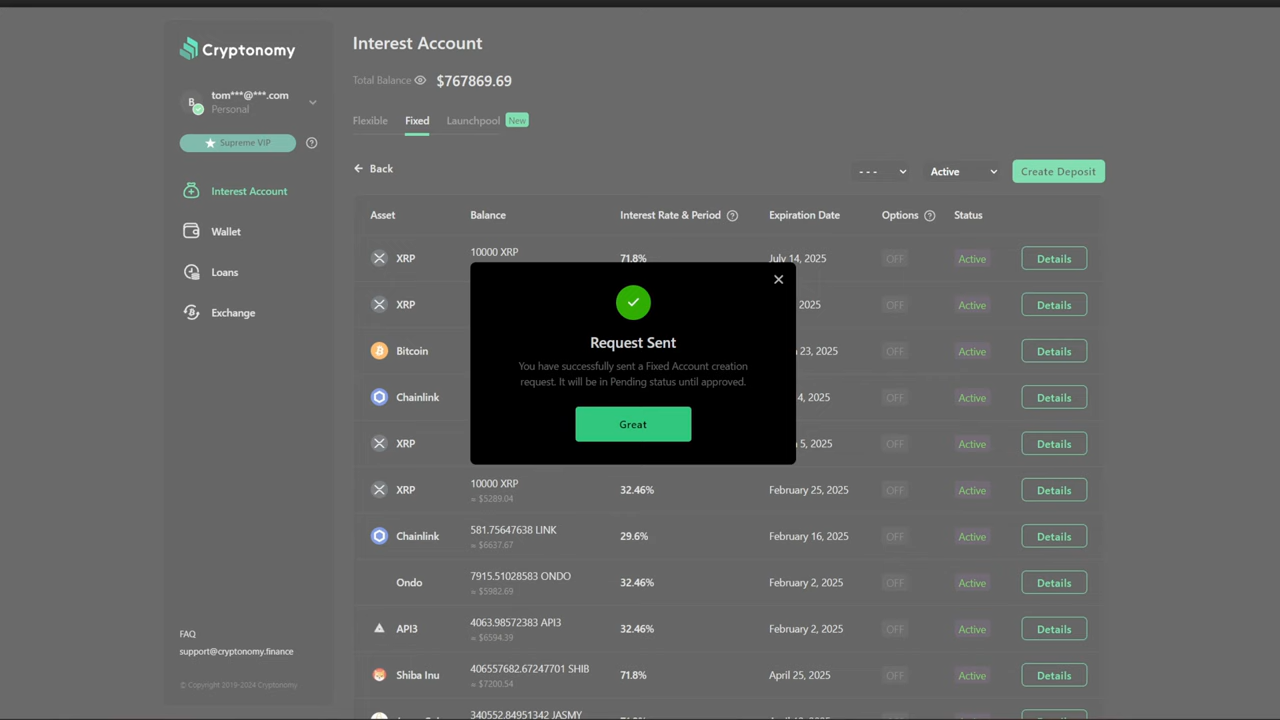 Cryptonomy
tom***@***.com
Personal
Supreme VIP
Interest Account
Wallet
Loans
Exchange
FAQ
support@cryptonomy.finance
© Copyright 2019-2024 Cryptonomy
Interest Account
Total Balance $767869.69
Flexible Fixed Launchpool New
Back
--- Active Create Deposit
Asset Balance Interest Rate & Period Expiration Date Options Status
XRP 10000 XRP 71.8% July 14, 2025 OFF Active Details
XRP 2025 OFF Active Details
Bitcoin 23, 2025 OFF Active Details
Chainlink 4, 2025 OFF Active Details
XRP 5, 2025 OFF Active Details
XRP 10000 XRP 32.46% February 25, 2025 OFF Active Details
≈ $5289.04
Chainlink 581.75647638 LINK 29.6% February 16, 2025 OFF Active Details
≈ $6637.67
Ondo 7915.51028583 ONDO 32.46% February 2, 2025 OFF Active Details
≈ $5982.69
API3 4063.98572383 API3 32.46% February 2, 2025 OFF Active Details
≈ $6594.39
Shiba Inu 406557682.67247701 SHIB 71.8% April 25, 2025 OFF Active Details
≈ $7200.54
340552.84951342 JASMY
Request Sent
You have successfully sent a Fixed Account creation
request. It will be in Pending status until approved.
Great